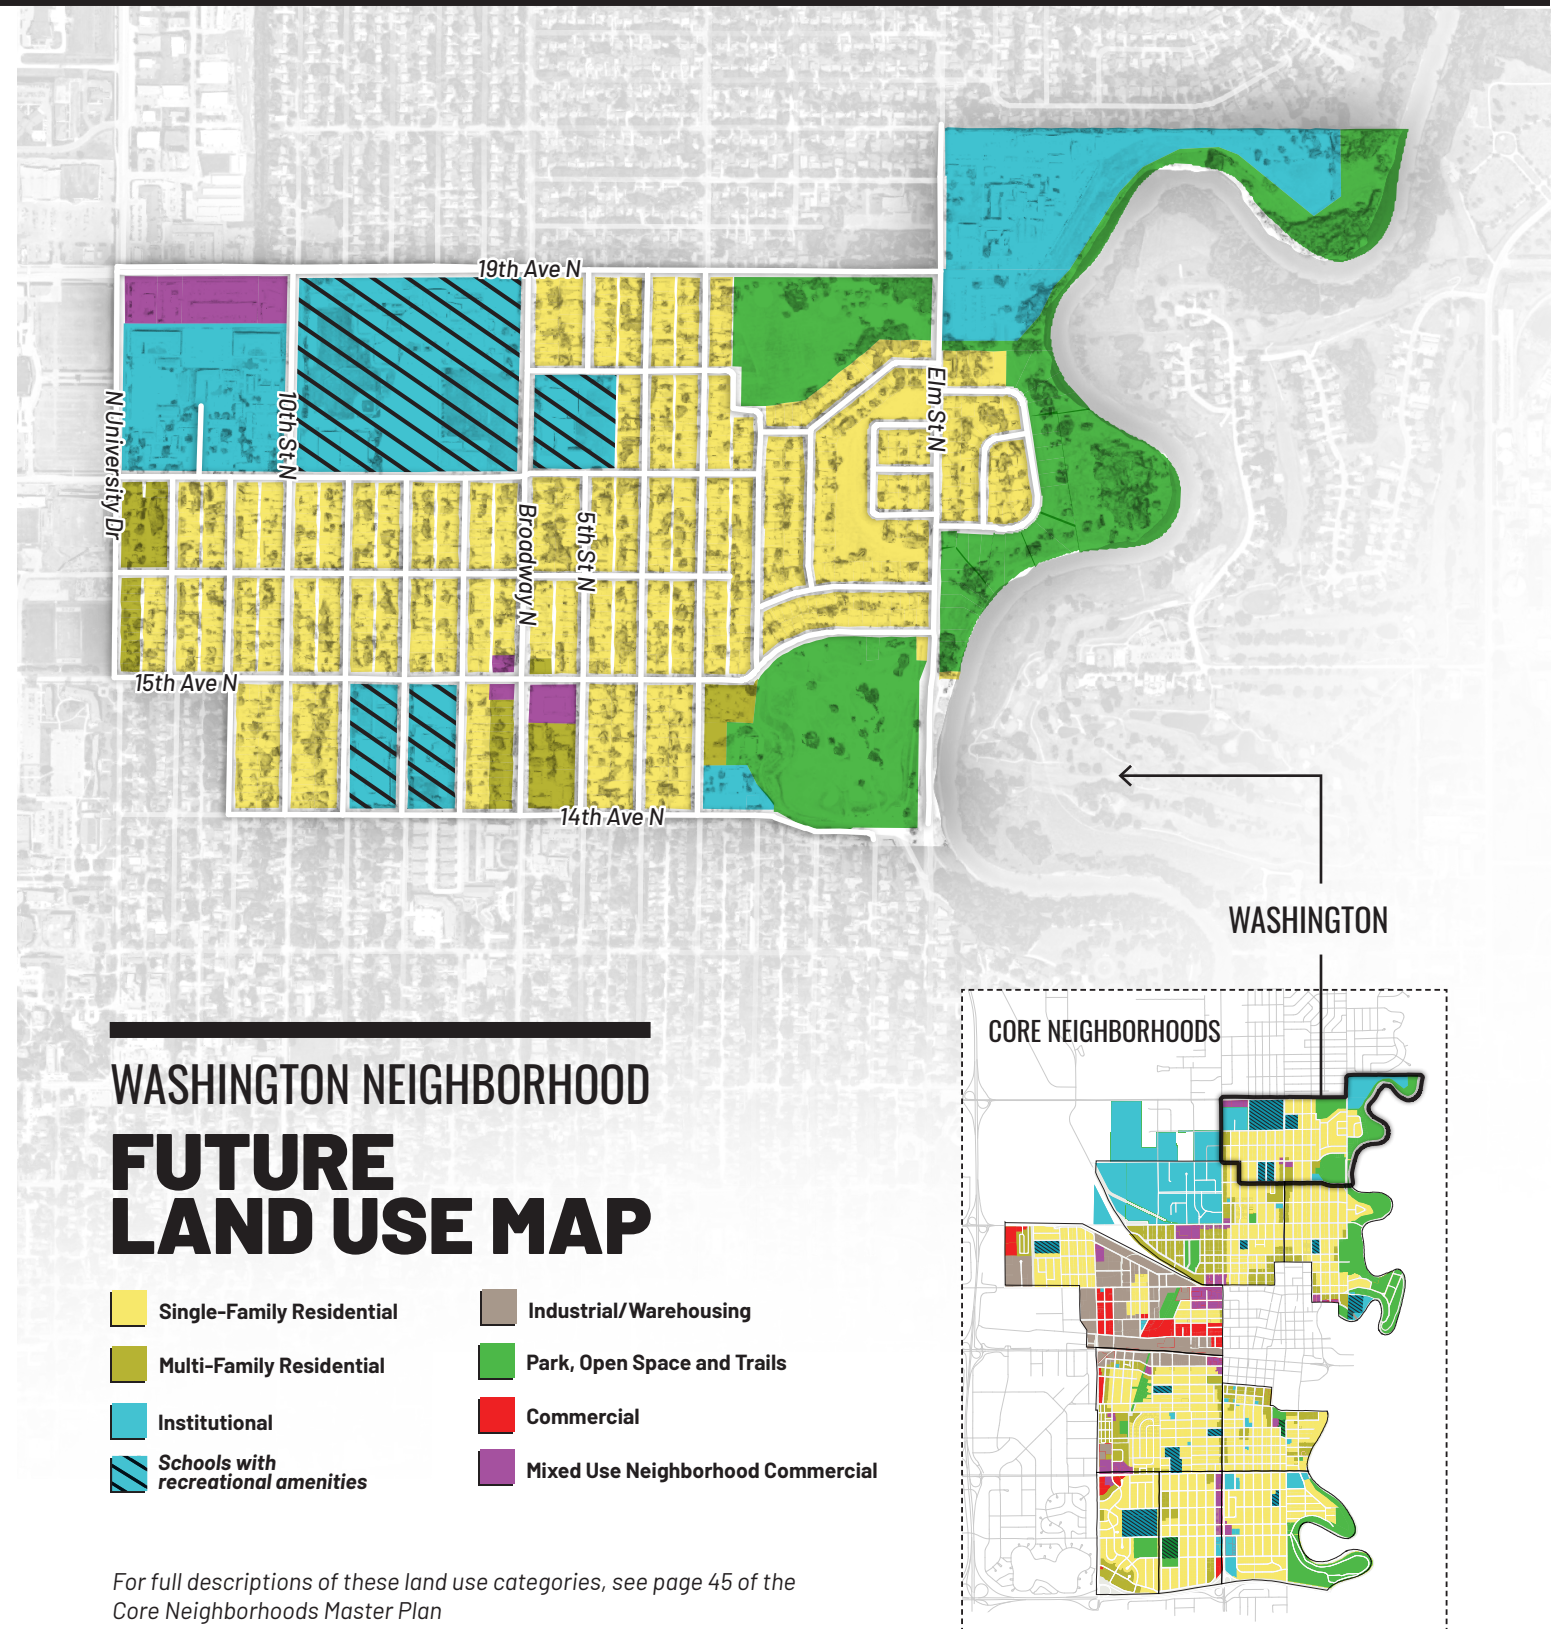 19th Ave N
N University Dr
10th St N
Elm St N
Broadway N
5th St N
15th Ave N
14th Ave N
WASHINGTON
CORE NEIGHBORHOODS
WASHINGTON NEIGHBORHOOD
FUTURE
LAND USE MAP
Single-Family Residential
Multi-Family Residential
Institutional
Schools with
recreational amenities
Industrial/Warehousing
Park, Open Space and Trails
Commercial
Mixed Use Neighborhood Commercial
For full descriptions of these land use categories, see page 45 of the
Core Neighborhoods Master Plan